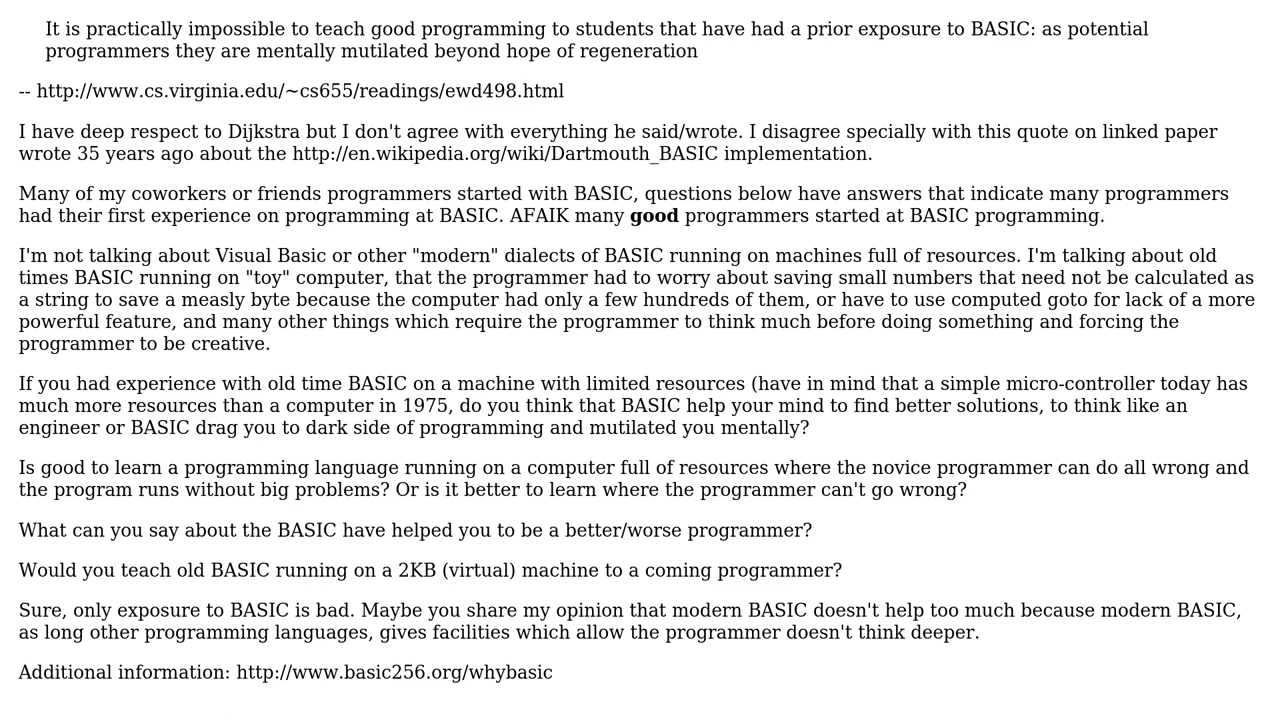 It is practically impossible to teach good programming to students that have had a prior exposure to BASIC: as potential
programmers they are mentally mutilated beyond hope of regeneration
-- http://www.cs.virginia.edu/~cs655/readings/ewd498.html
I have deep respect to Dijkstra but I don't agree with everything he said/wrote. I disagree specially with this quote on linked paper
wrote 35 years ago about the http://en.wikipedia.org/wiki/Dartmouth_BASIC implementation.
Many of my coworkers or friends programmers started with BASIC, questions below have answers that indicate many programmers
had their first experience on programming at BASIC. AFAIK many good programmers started at BASIC programming.
I'm not talking about Visual Basic or other "modern" dialects of BASIC running on machines full of resources. I'm talking about old
times BASIC running on "toy" computer, that the programmer had to worry about saving small numbers that need not be calculated as
a string to save a measly byte because the computer had only a few hundreds of them, or have to use computed goto for lack of a more
powerful feature, and many other things which require the programmer to think much before doing something and forcing the
programmer to be creative.
If you had experience with old time BASIC on a machine with limited resources (have in mind that a simple micro-controller today has
much more resources than a computer in 1975, do you think that BASIC help your mind to find better solutions, to think like an
engineer or BASIC drag you to dark side of programming and mutilated you mentally?
Is good to learn a programming language running on a computer full of resources where the novice programmer can do all wrong and
the program runs without big problems? Or is it better to learn where the programmer can't go wrong?
What can you say about the BASIC have helped you to be a better/worse programmer?
Would you teach old BASIC running on a 2KB (virtual) machine to a coming programmer?
Sure, only exposure to BASIC is bad. Maybe you share my opinion that modern BASIC doesn't help too much because modern BASIC,
as long other programming languages, gives facilities which allow the programmer doesn't think deeper.
Additional information: http://www.basic256.org/whybasic